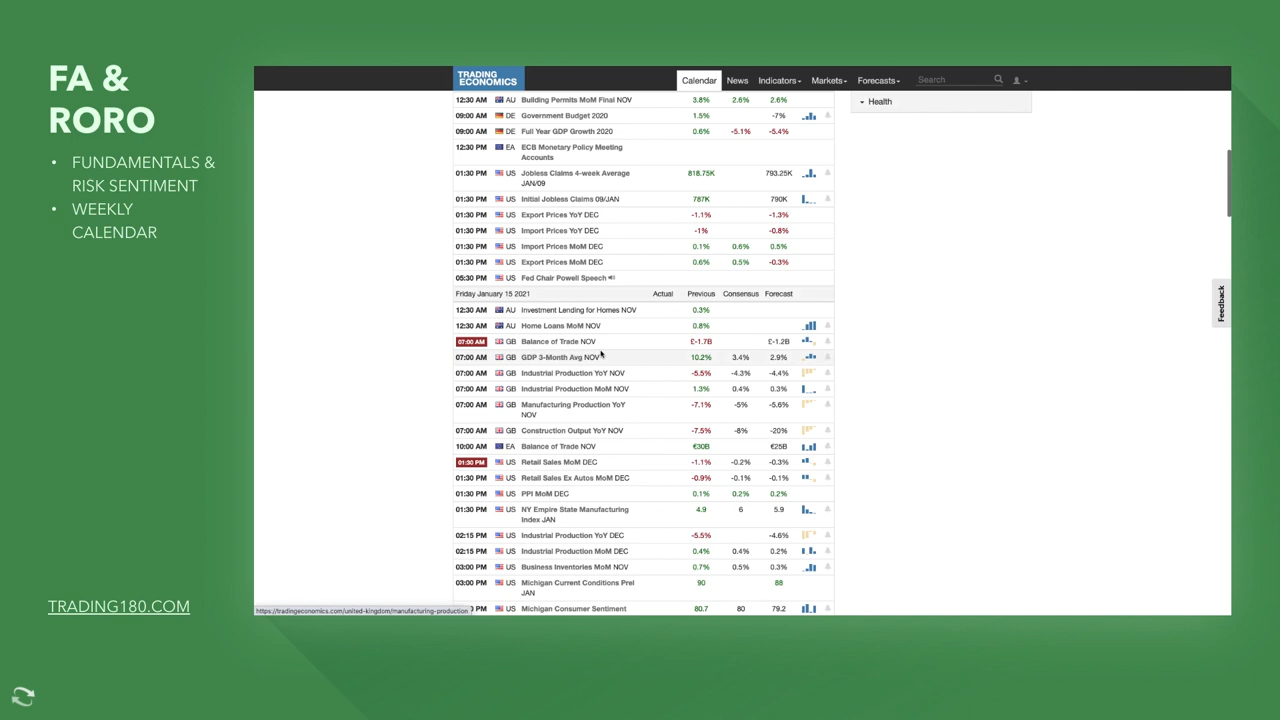 FA &
RORO
• FUNDAMENTALS &
RISK SENTIMENT
• WEEKLY
CALENDAR
TRADING180.COM
TRADING
ECONOMICS
Calendar News Indicators Markets Forecasts Search
Health
12:30 AM AU Building Permits MoM Final NOV 3.8% 2.6% 2.6%
09:00 AM DE Government Budget 2020 1.5% -7%
09:00 AM DE Full Year GDP Growth 2020 0.6% -5.1% -5.4%
12:30 PM EA ECB Monetary Policy Meeting
Accounts
01:30 PM US Jobless Claims 4-week Average 818.75K 793.25K
JAN/09
01:30 PM US Initial Jobless Claims 09/JAN 787K 790K
01:30 PM US Export Prices YoY DEC -1.1% -1.3%
01:30 PM US Import Prices YoY DEC -1% -0.8%
01:30 PM US Import Prices MoM DEC 0.1% 0.6% 0.5%
01:30 PM US Export Prices MoM DEC 0.6% 0.5% -0.3%
05:30 PM US Fed Chair Powell Speech
Friday January 15 2021 Actual Previous Consensus Forecast
12:30 AM AU Investment Lending for Homes NOV 0.3%
12:30 AM AU Home Loans MoM NOV 0.8%
07:00 AM GB Balance of Trade NOV £-1.7B £-1.2B
07:00 AM GB GDP 3-Month Avg NOV 10.2% 3.4% 2.9%
07:00 AM GB Industrial Production YoY NOV -5.5% -4.3% -4.4%
07:00 AM GB Industrial Production MoM NOV 1.3% 0.4% 0.3%
07:00 AM GB Manufacturing Production YoY -7.1% -5% -5.6%
NOV
07:00 AM GB Construction Output YoY NOV -7.5% -8% -20%
10:00 AM EA Balance of Trade NOV €30B €25B
01:30 PM US Retail Sales MoM DEC -1.1% -0.2% -0.3%
01:30 PM US Retail Sales Ex Autos MoM DEC -0.9% -0.1% -0.1%
01:30 PM US PPI MoM DEC 0.1% 0.2% 0.2%
01:30 PM US NY Empire State Manufacturing 4.9 6 5.9
Index JAN
02:15 PM US Industrial Production YoY DEC -5.5% -4.6%
02:15 PM US Industrial Production MoM DEC 0.4% 0.4% 0.2%
03:00 PM US Business Inventories MoM NOV 0.7% 0.5% 0.3%
03:00 PM US Michigan Current Conditions Prel 90 88
JAN
PM US Michigan Consumer Sentiment 80.7 80 79.2
https://tradingeconomics.com/united-kingdom/manufacturing-production
Feedback